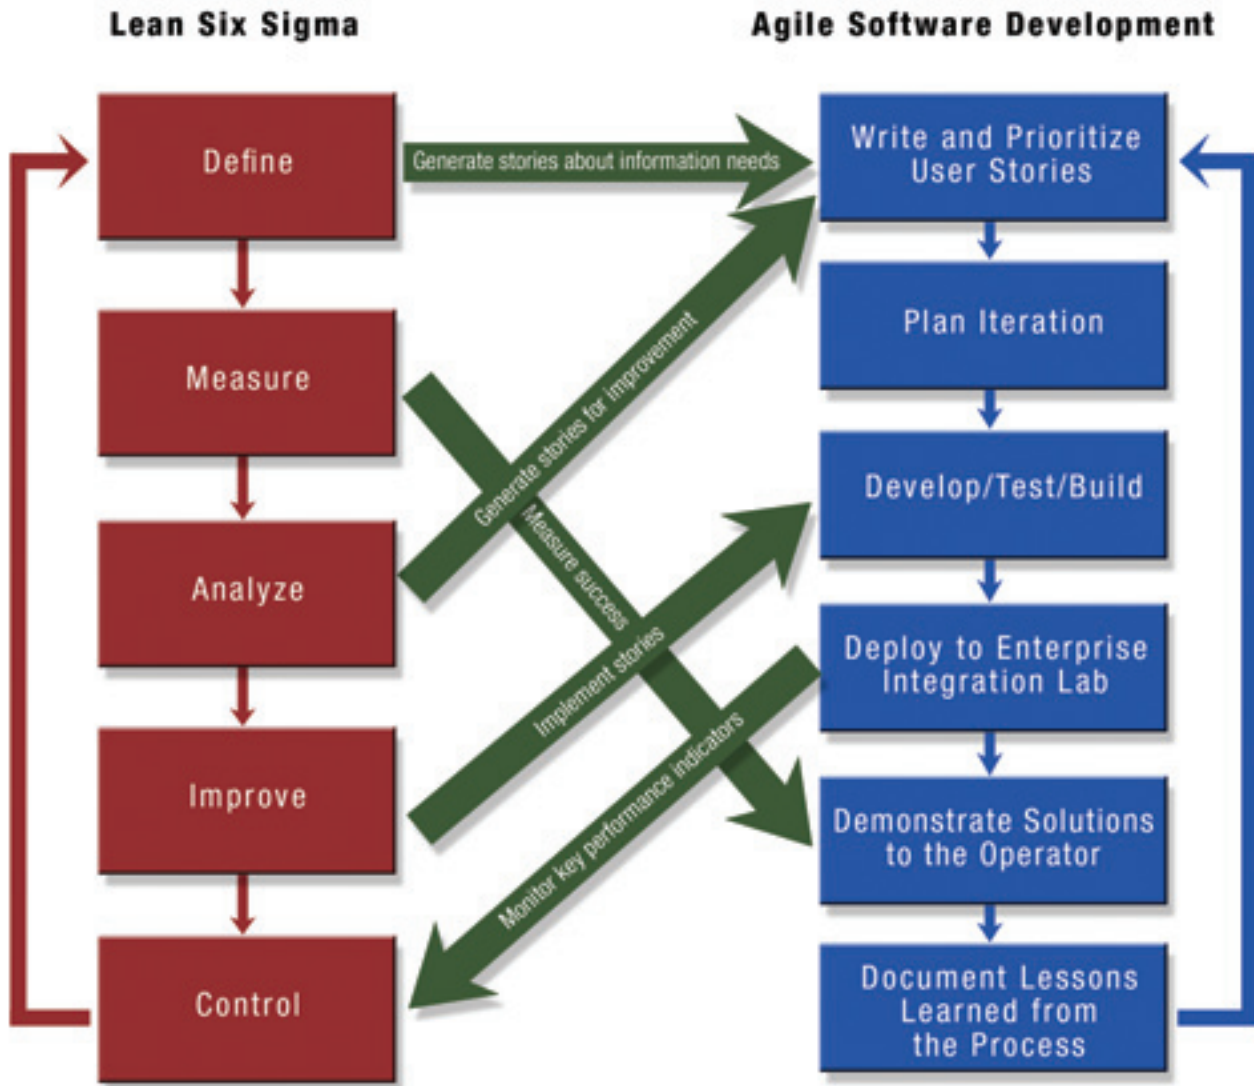 Lean Six Sigma
Agile Software Development
Define
Generate stories about information needs
Write and Prioritize
User Stories
Plan Iteration
Measure
Generate stories for improvement
Develop/Test/Build
Measure success
Analyze
Implement stories
Deploy to Enterprise
Integration Lab
Improve
Monitor key performance indicators
Demonstrate Solutions
to the Operator
Control
Document Lessons
Learned from
the Process